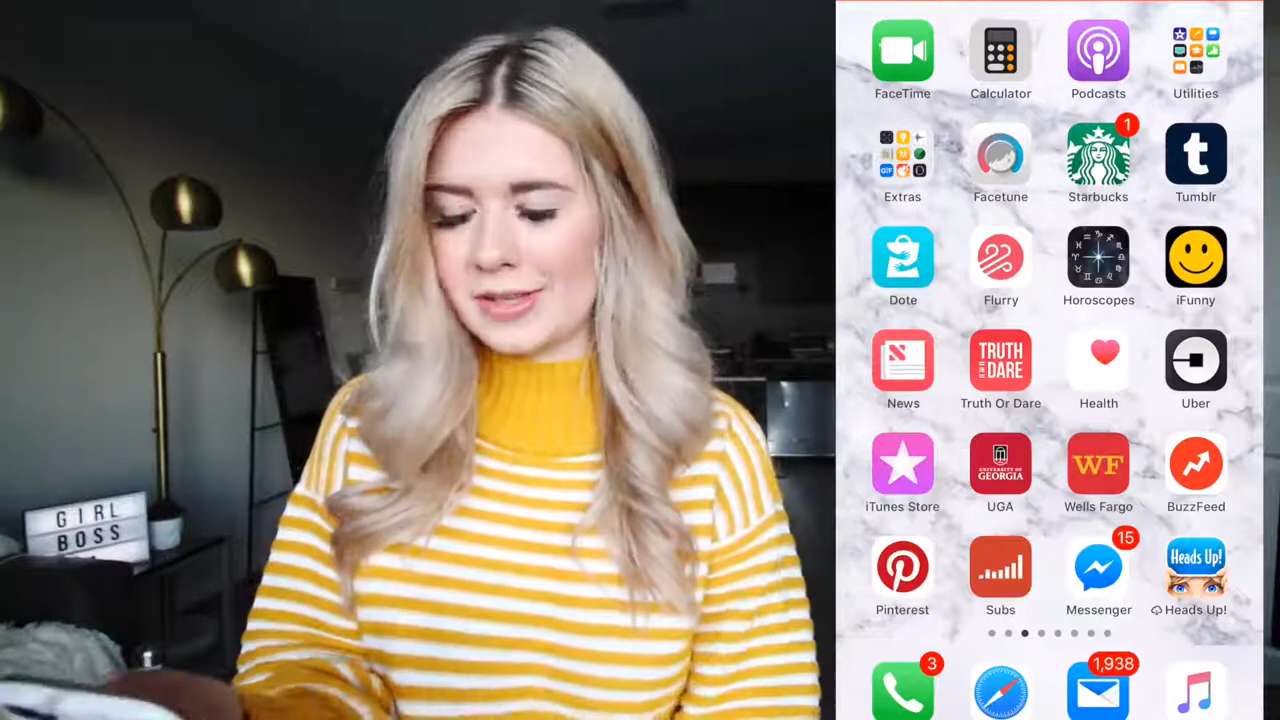 FaceTime Calculator Podcasts Utilities
1
GIF
t
Extras Facetune Starbucks Tumblr
Dote Flurry Horoscopes iFunny
TRUTH
DARE
News Truth Or Dare Health Uber
UNIVERSITY OF
GEORGIA
WF
iTunes Store UGA Wells Fargo BuzzFeed
15
Heads Up!
Pinterest Subs Messenger Heads Up!
3
1,938
GIRL
BOSS